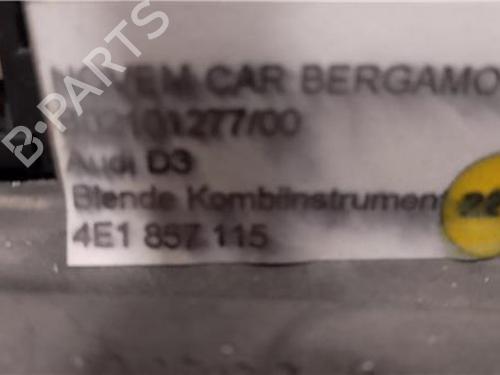 CAR BERGAMO
Audi D3
Blende Kombiinstrument
4E1 857 115
B-PARTS